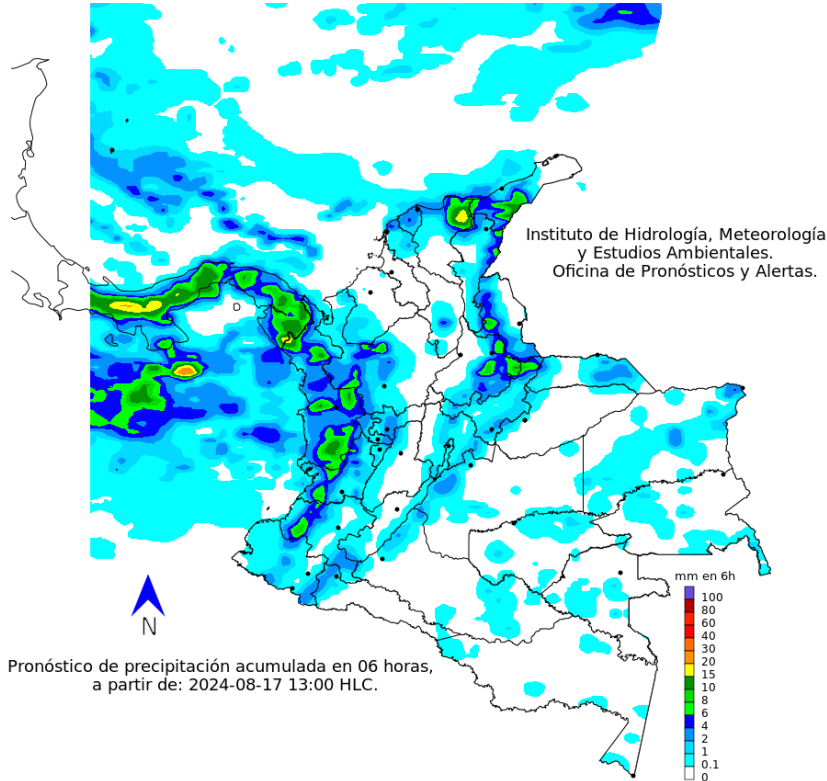 Instituto de Hidrología, Meteorología
y Estudios Ambientales.
Oficina de Pronósticos y Alertas.
mm en 6h
100
80
60
40
30
20
15
10
8
6
4
2
1
0.1
0
N
Pronóstico de precipitación acumulada en 06 horas,
a partir de: 2024-08-17 13:00 HLC.